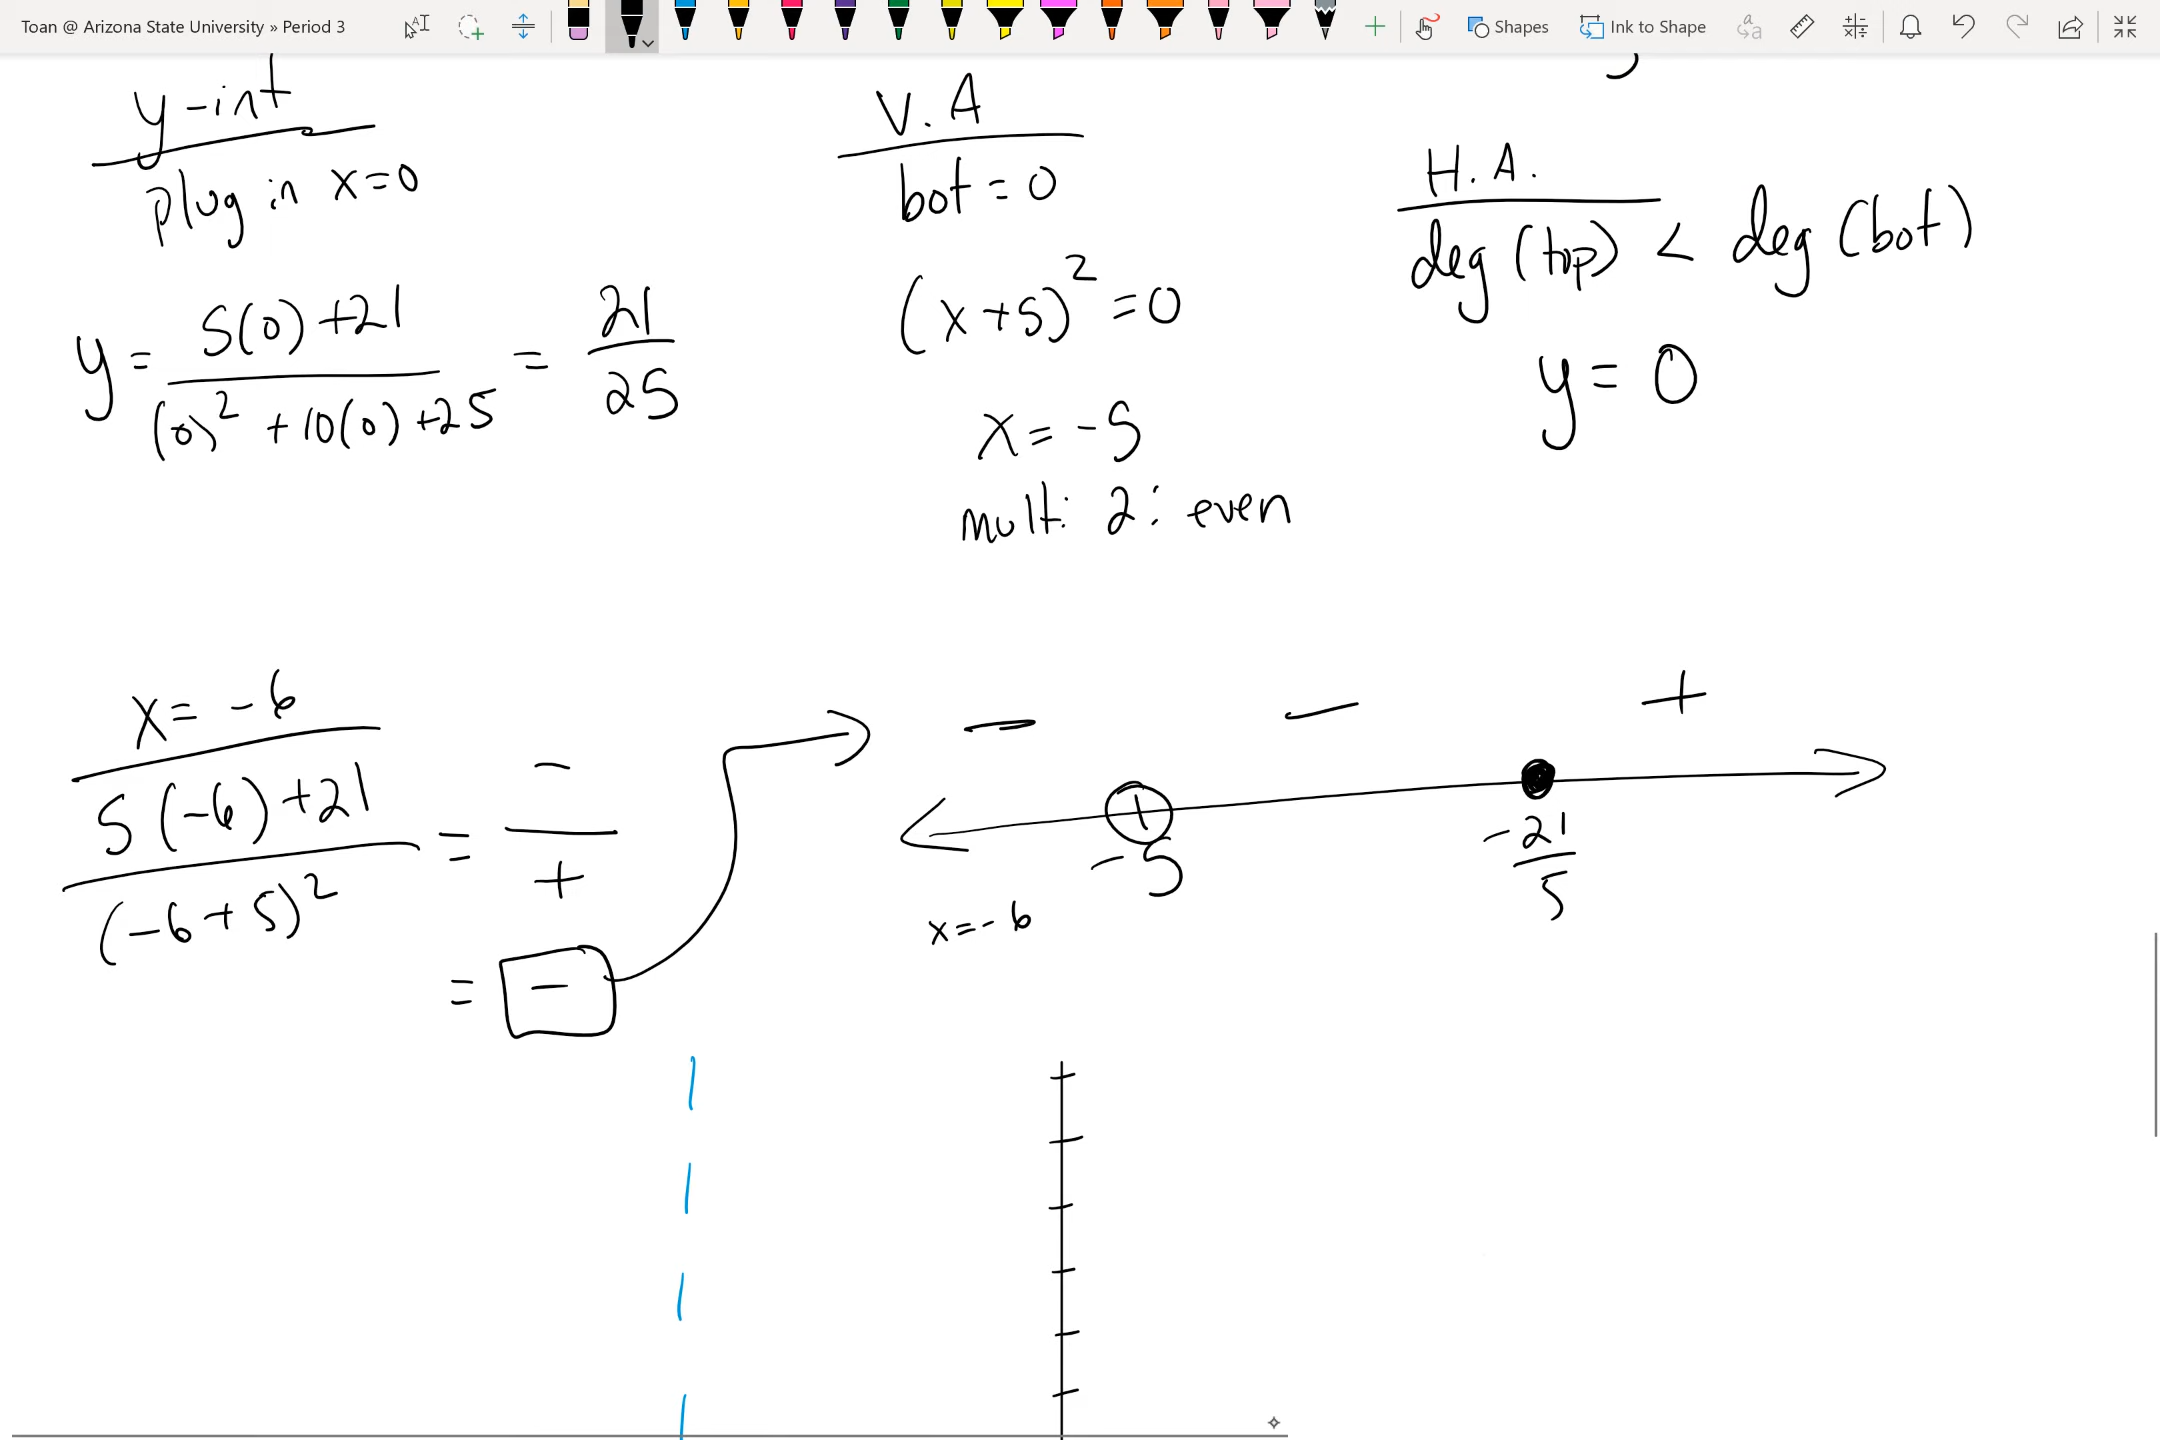 Toan @ Arizona State University » Period 3
Shapes
Ink to Shape
y-int
plug in x=0
y = 5(0)+21 / (0)² + 10(0) + 25 = 21/25
V.A
bot = 0
(x+5)² = 0
x = -5
mult: 2: even
H.A.
deg (top) < deg (bot)
y = 0
x = -6
5(-6)+21 / (-6+5)² = - / +
= -
- - +
-5
-21/5
x=-6